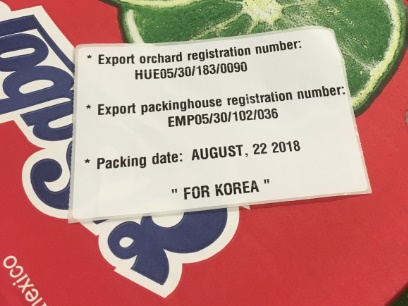 * Export orchard registration number:
HUE05/30/183/0090
* Export packinghouse registration number:
EMP05/30/102/036
* Packing date: AUGUST, 22 2018
" FOR KOREA "